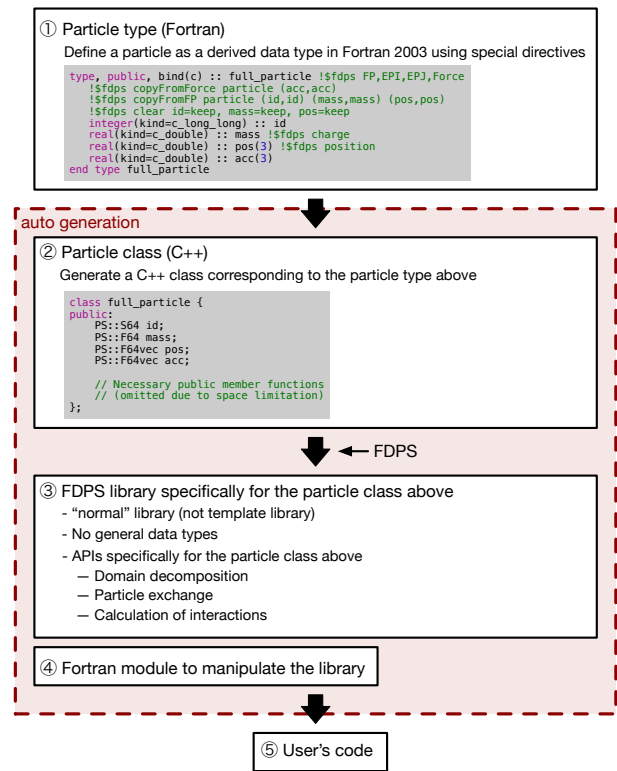 ① Particle type (Fortran)
Define a particle as a derived data type in Fortran 2003 using special directives
type, public, bind(c) :: full_particle !$fdps FP,EPI,EPJ,Force
!$fdps copyFromForce particle (acc,acc)
!$fdps copyFromFP particle (id,id) (mass,mass) (pos,pos)
!$fdps clear id=keep, mass=keep, pos=keep
integer(kind=c_long_long) :: id
real(kind=c_double) :: mass !$fdps charge
real(kind=c_double) :: pos(3) !$fdps position
real(kind=c_double) :: acc(3)
end type full_particle
auto generation
② Particle class (C++)
Generate a C++ class corresponding to the particle type above
class full_particle {
public:
PS::S64 id;
PS::F64 mass;
PS::F64vec pos;
PS::F64vec acc;
// Necessary public member functions
// (omitted due to space limitation)
};
FDPS
③ FDPS library specifically for the particle class above
- “normal” library (not template library)
- No general data types
- APIs specifically for the particle class above
— Domain decomposition
— Particle exchange
— Calculation of interactions
④ Fortran module to manipulate the library
⑤ User’s code